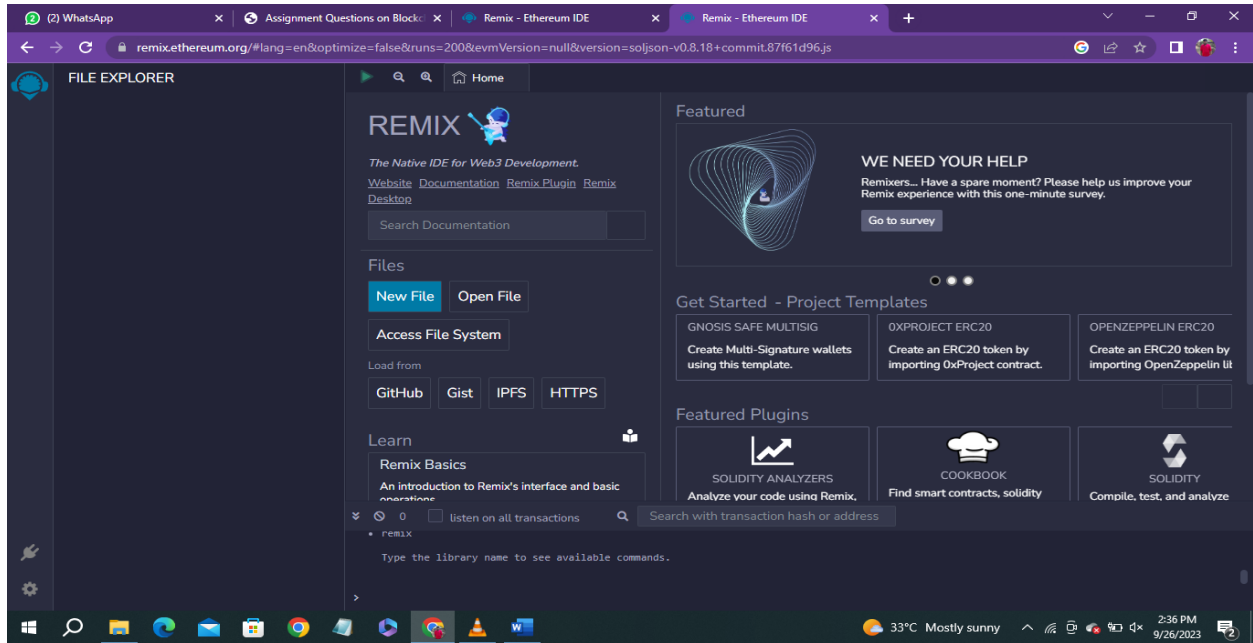 (2) WhatsApp
Assignment Questions on Blockc
Remix - Ethereum IDE
Remix - Ethereum IDE
remix.ethereum.org/#lang=en&optimize=false&runs=200&evmVersion=null&version=soljson-v0.8.18+commit.87f61d96.js
FILE EXPLORER
Home
REMIX
The Native IDE for Web3 Development.
Website Documentation Remix Plugin Remix
Desktop
Search Documentation
Files
New File Open File
Access File System
Load from
GitHub Gist IPFS HTTPS
Learn
Remix Basics
An introduction to Remix's interface and basic
operations
Featured
WE NEED YOUR HELP
Remixers... Have a spare moment? Please help us improve your
Remix experience with this one-minute
survey.
Go to survey
Get Started - Project Templates
GNOSIS SAFE MULTISIG
Create Multi-Signature wallets
using this template.
0XPROJECT ERC20
Create an ERC20 token by
importing 0xProject contract.
OPENZEPPELIN ERC20
Create an ERC20 token by
importing OpenZeppelin lib
Featured Plugins
SOLIDITY ANALYZERS
Analyze your code using Remix,
COOKBOOK
Find smart contracts, solidity
SOLIDITY
Compile, test, and analyze
0 listen on all transactions Search with transaction hash or address
• remix
Type the library name to see available commands.
>
33°C Mostly sunny
2:36 PM
9/26/2023
2